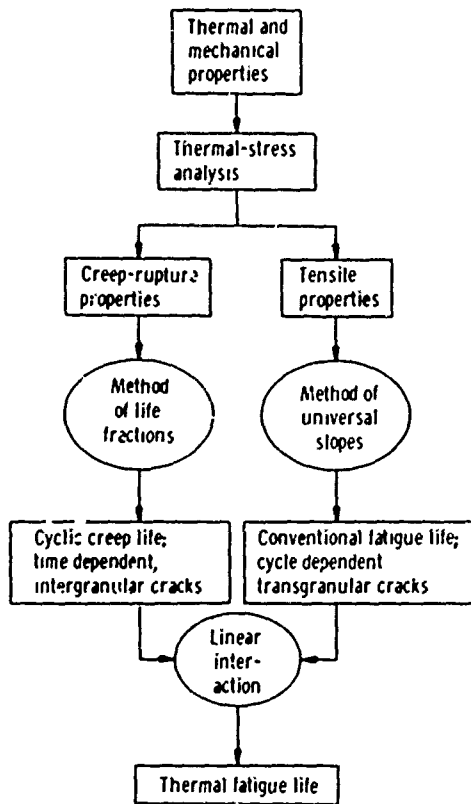 Thermal and
mechanical
properties
Thermal-stress
analysis
Creep-rupture
properties
Method
of life
fractions
Cyclic creep life;
time dependent,
intergranular cracks
Tensile
properties
Method of
universal
slopes
Conventional fatigue life;
cycle dependent
transgranular cracks
Linear
inter-
action
Thermal fatigue life